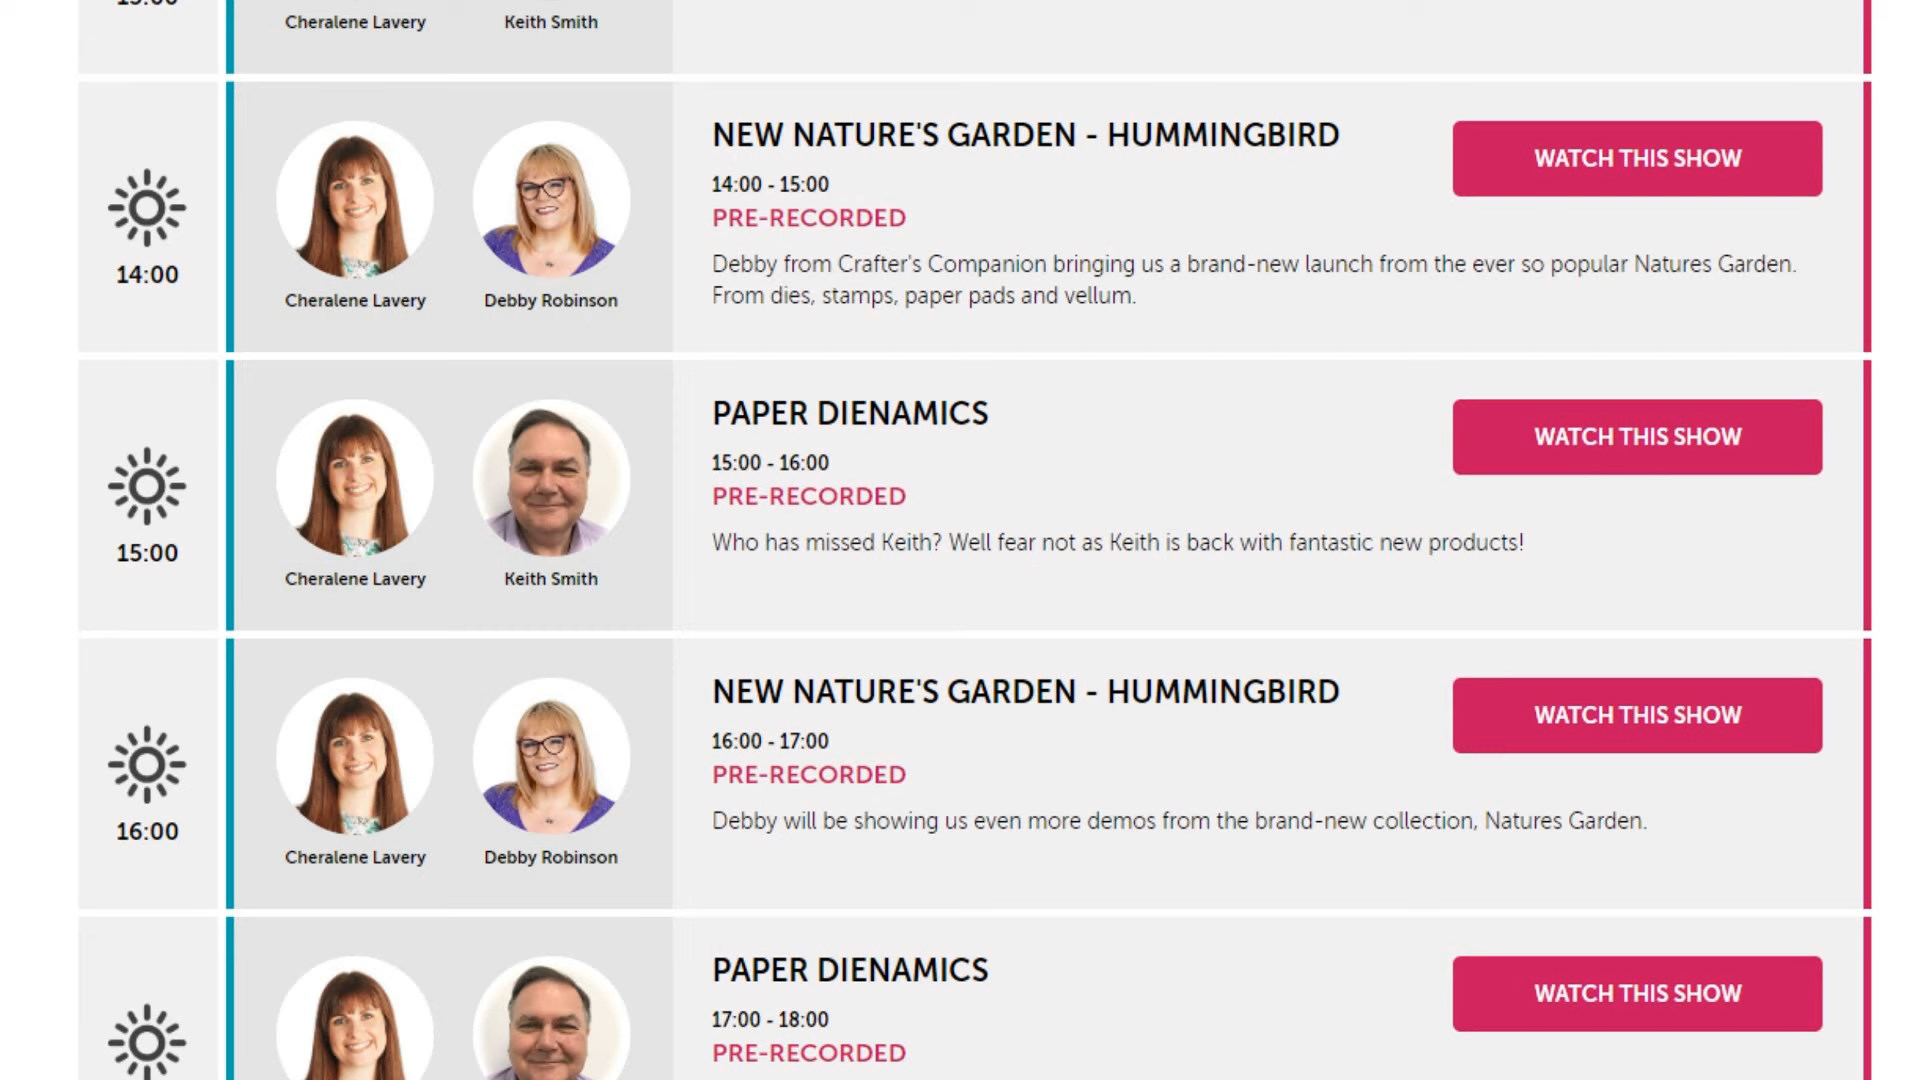 Cheralene Lavery
Keith Smith
14:00
Cheralene Lavery
Debby Robinson
NEW NATURE'S GARDEN - HUMMINGBIRD
14:00 - 15:00
PRE-RECORDED
Debby from Crafter's Companion bringing us a brand-new launch from the ever so popular Natures Garden.
From dies, stamps, paper pads and vellum.
WATCH THIS SHOW
15:00
Cheralene Lavery
Keith Smith
PAPER DIENAMICS
15:00 - 16:00
PRE-RECORDED
Who has missed Keith? Well fear not as Keith is back with fantastic new products!
WATCH THIS SHOW
16:00
Cheralene Lavery
Debby Robinson
NEW NATURE'S GARDEN - HUMMINGBIRD
16:00 - 17:00
PRE-RECORDED
Debby will be showing us even more demos from the brand-new collection, Natures Garden.
WATCH THIS SHOW
PAPER DIENAMICS
17:00 - 18:00
PRE-RECORDED
WATCH THIS SHOW